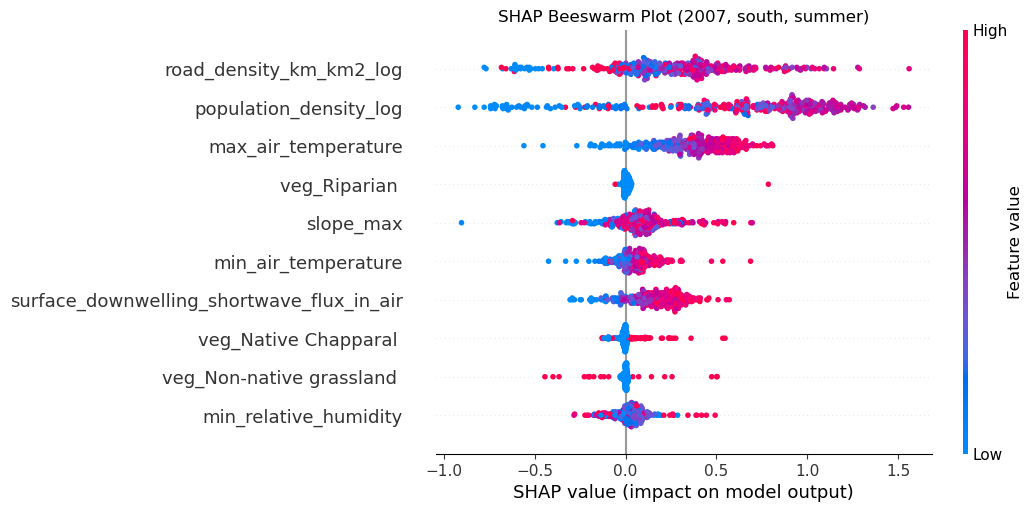 SHAP Beeswarm Plot (2007, south, summer)
High
road_density_km_km2_log
population_density_log
max_air_temperature
veg_Riparian
slope_max
min_air_temperature
surface_downwelling_shortwave_flux_in_air
veg_Native Chapparal
veg_Non-native grassland
min_relative_humidity
Feature value
Low
−1.0 −0.5 0.0 0.5 1.0 1.5
SHAP value (impact on model output)